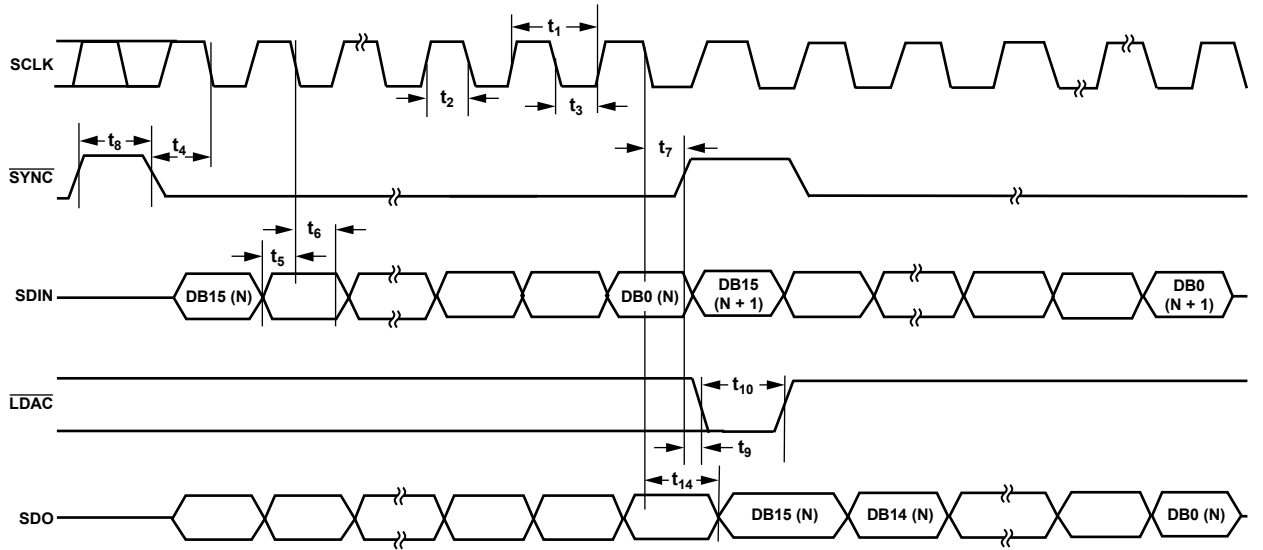 t1
SCLK
t2
t3
t8
t4
t7
SYNC
t6
t5
SDIN
DB15 (N)
DB0 (N)
DB15
(N + 1)
DB0
(N + 1)
t10
LDAC
t9
t14
SDO
DB15 (N)
DB14 (N)
DB0 (N)